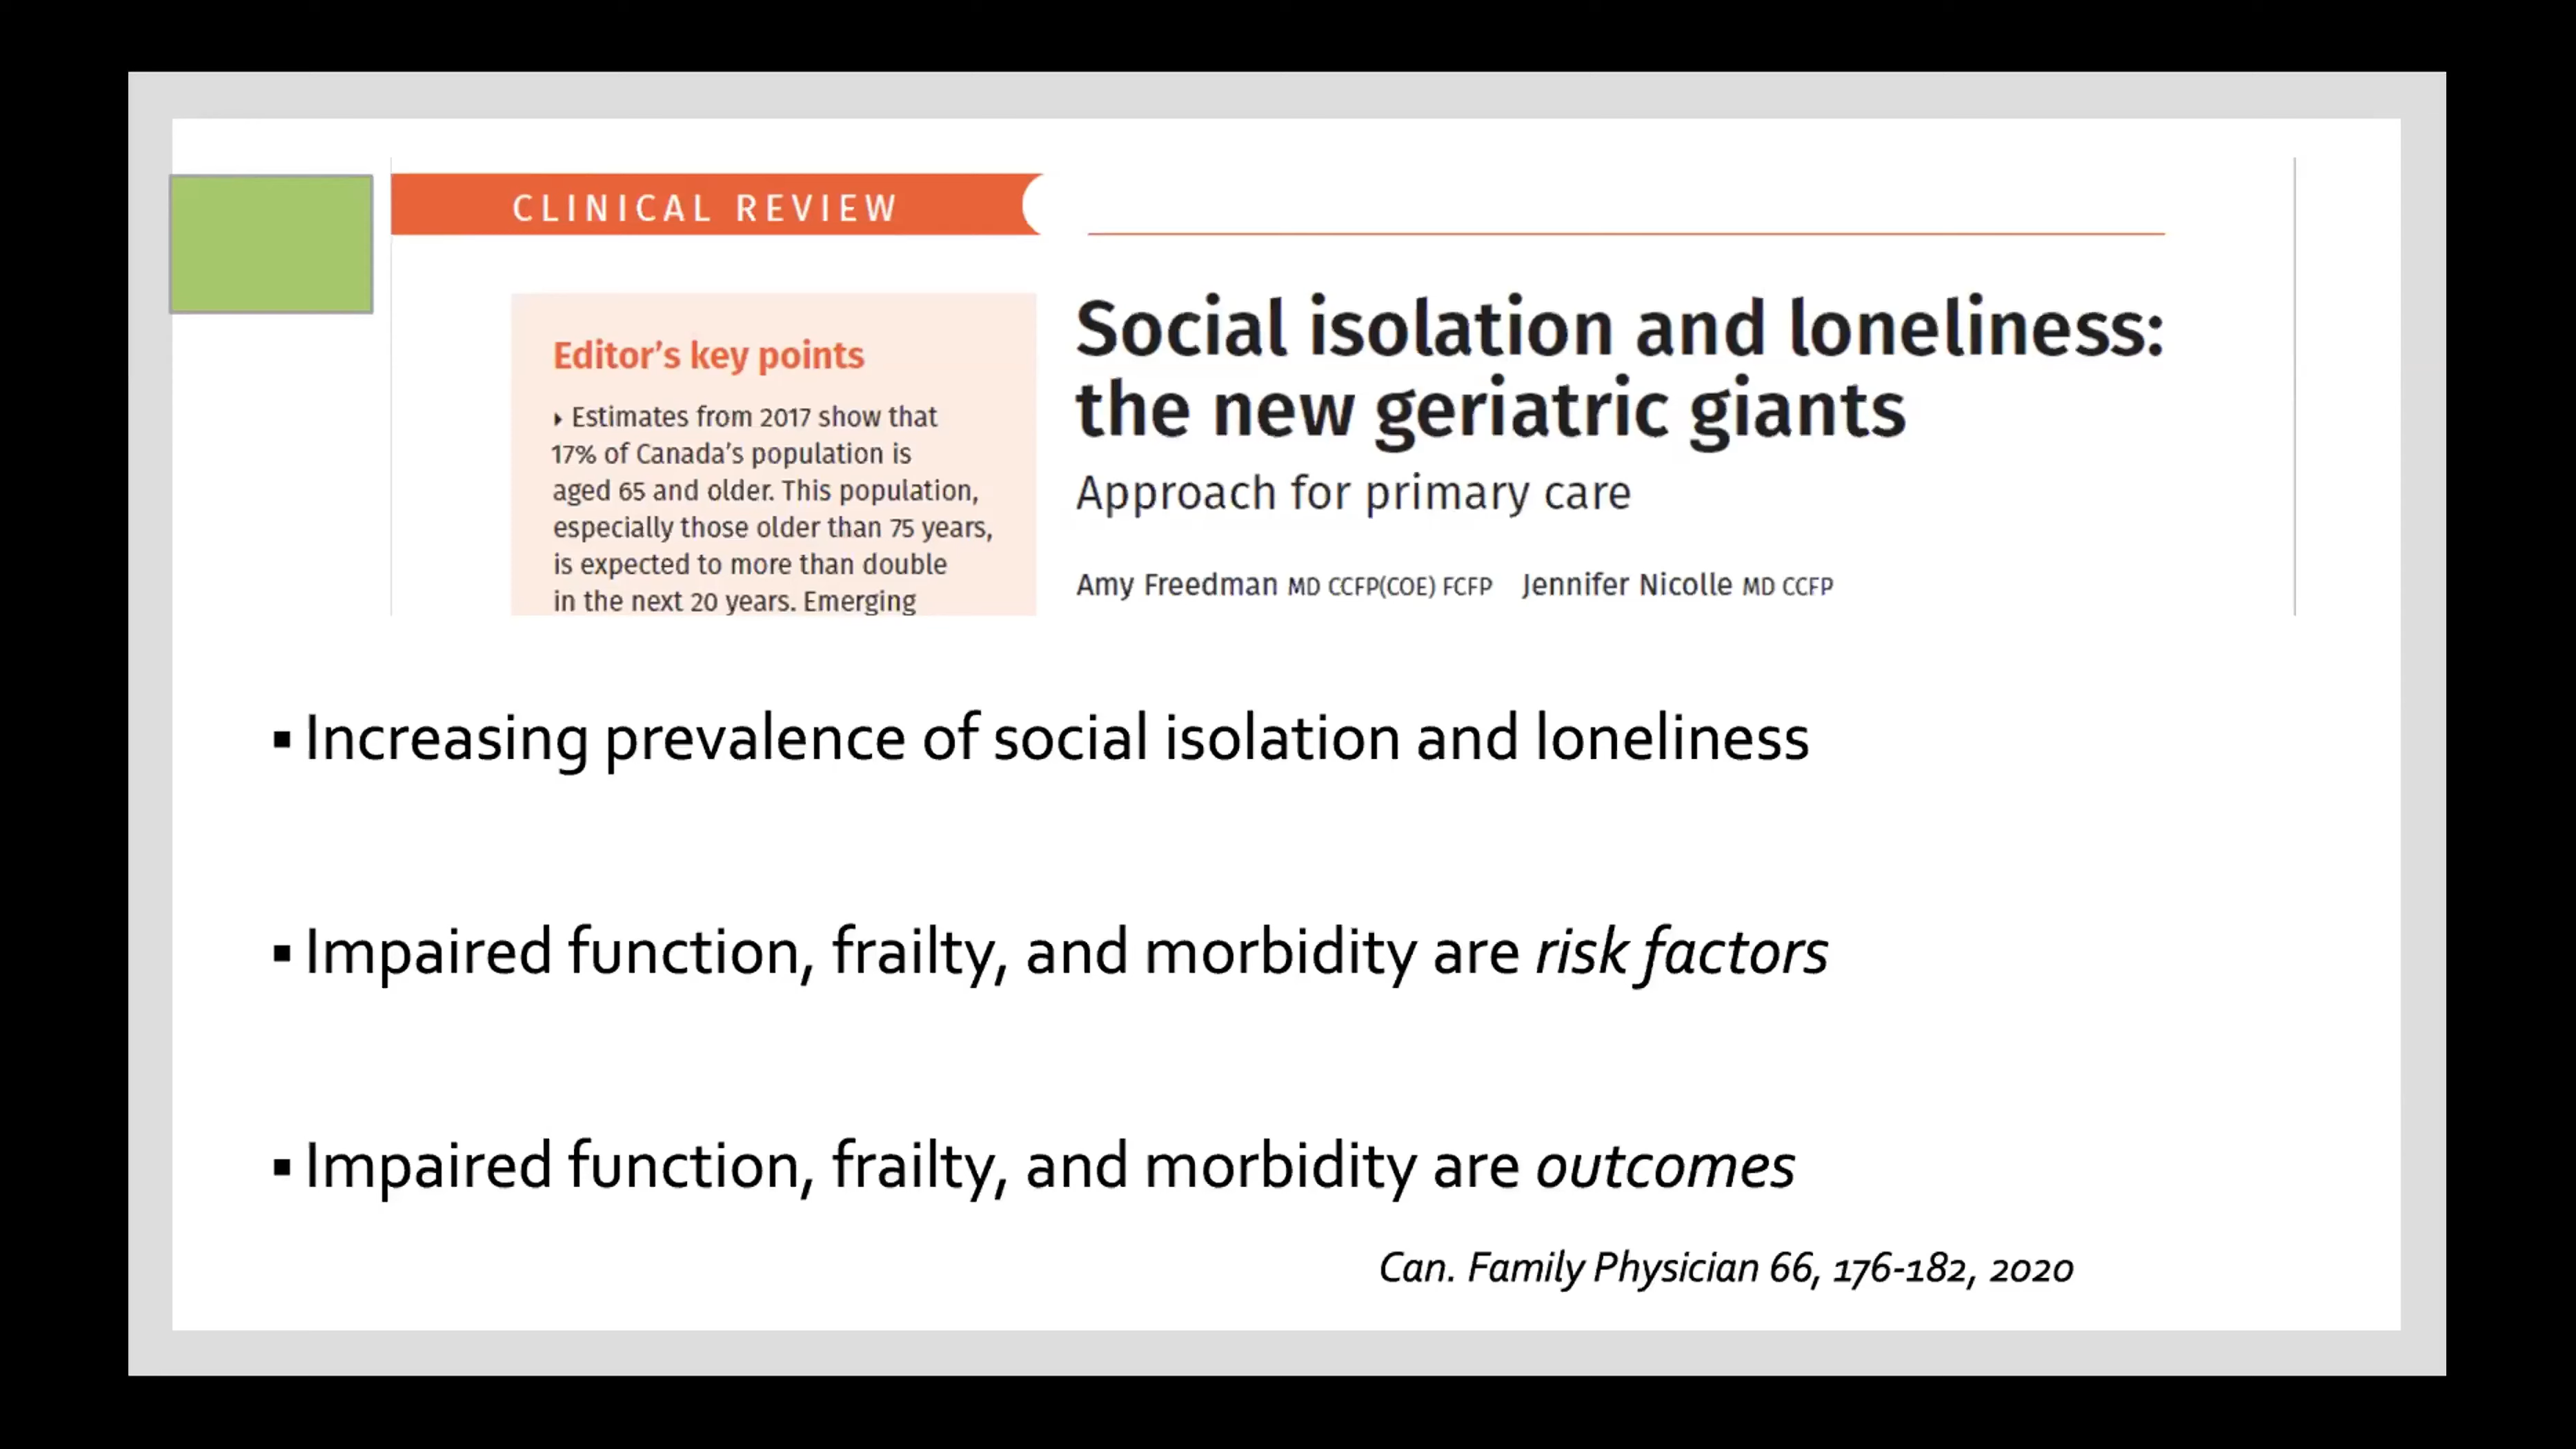 CLINICAL REVIEW
Editor's key points
‣ Estimates from 2017 show that
17% of Canada's population is
aged 65 and older. This population,
especially those older than 75 years,
is expected to more than double
in the next 20 years. Emerging
Social isolation and loneliness:
the new geriatric giants
Approach for primary care
Amy Freedman MD CCFP(COE) FCFP Jennifer Nicolle MD CCFP
▪ Increasing prevalence of social isolation and loneliness
▪ Impaired function, frailty, and morbidity are risk factors
▪ Impaired function, frailty, and morbidity are outcomes
Can. Family Physician 66, 176-182, 2020